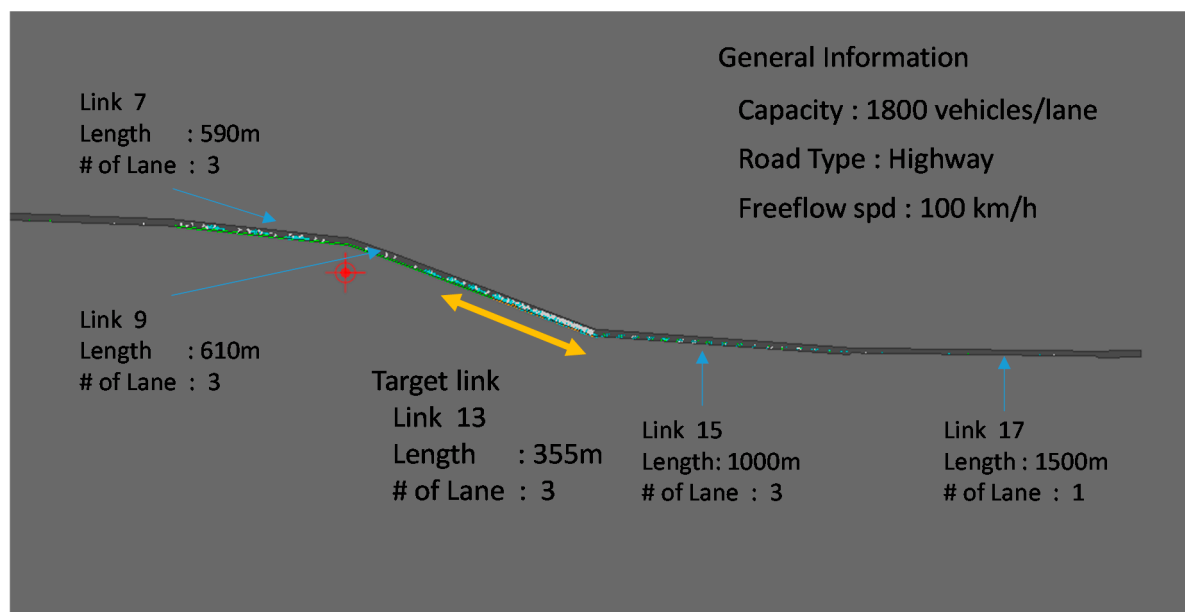 General Information
Capacity : 1800 vehicles/lane
Road Type : Highway
Freeflow spd : 100 km/h
Link 7
Length : 590m
# of Lane : 3
Link 9
Length : 610m
# of Lane : 3
Target link
Link 13
Length : 355m
# of Lane : 3
Link 15
Length: 1000m
# of Lane : 3
Link 17
Length : 1500m
# of Lane : 1